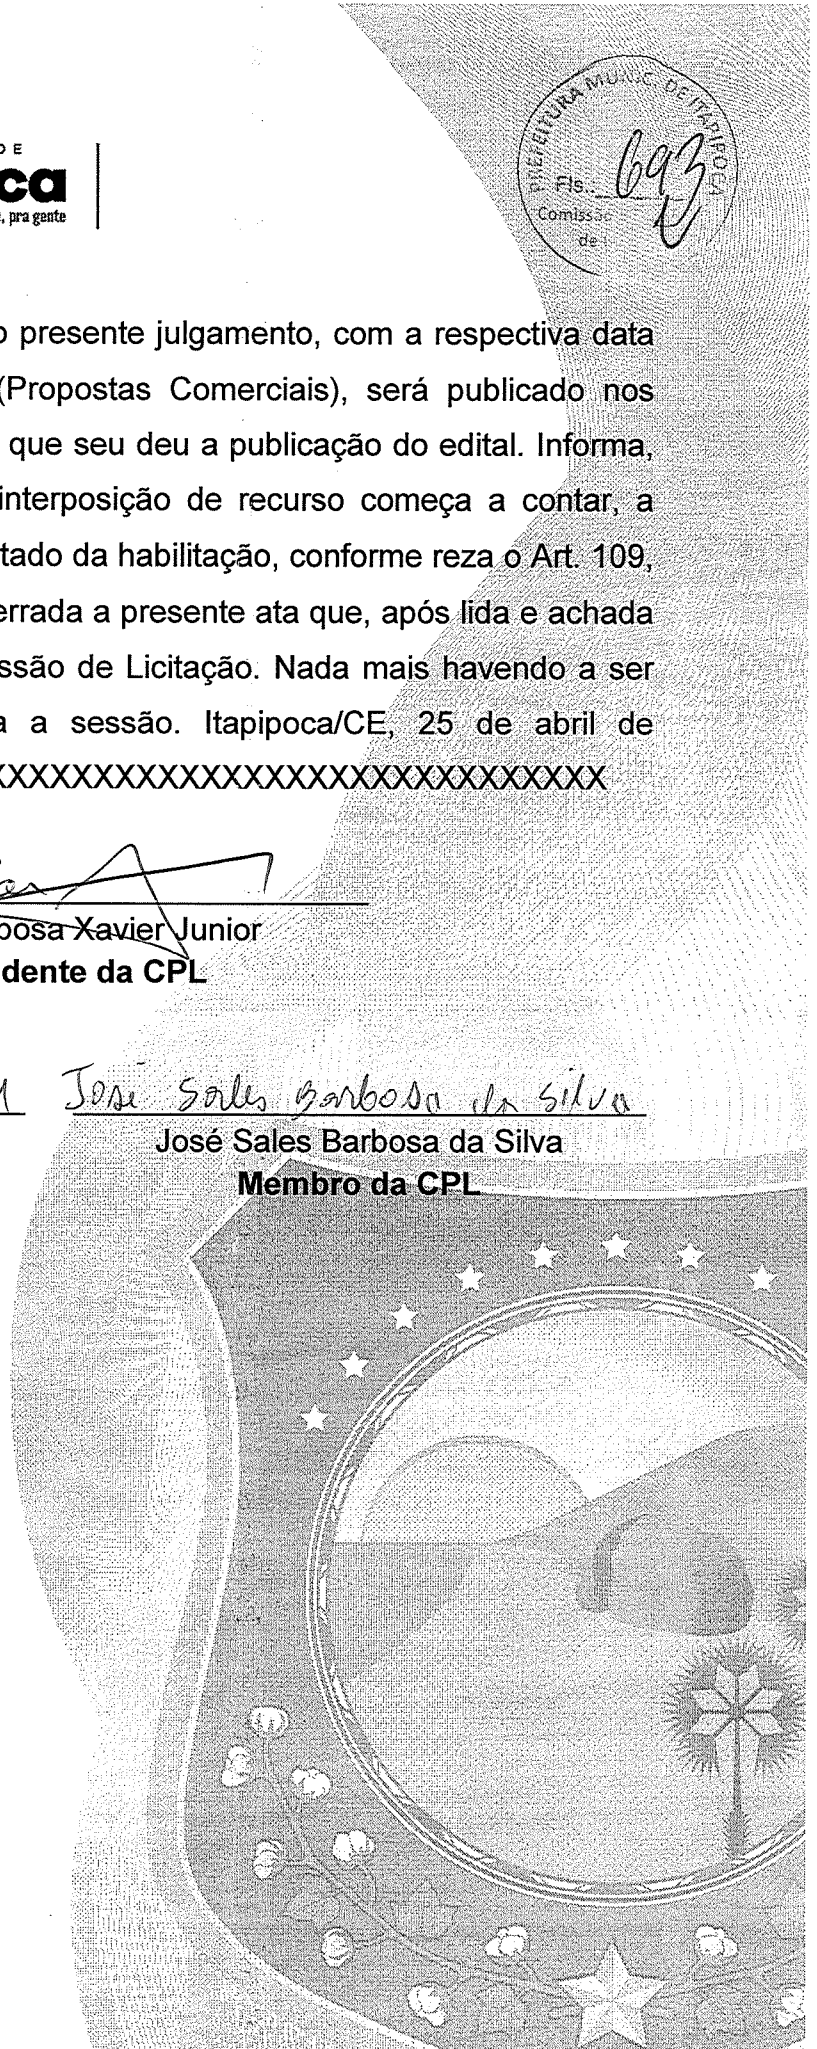 DE
ca
, pra gente
PREFEITURA MUNIC. DE ITAPIPOCA
Fls. 693
Comissão
de
o presente julgamento, com a respectiva data
(Propostas Comerciais), será publicado nos
que seu deu a publicação do edital. Informa,
interposição de recurso começa a contar, a
tado da habilitação, conforme reza o Art. 109,
errada a presente ata que, após lida e achada
ssão de Licitação. Nada mais havendo a ser
a a sessão. Itapipoca/CE, 25 de abril de
XXXXXXXXXXXXXXXXXXXXXXXXXXXXXXX
bosa Xavier Junior
dente da CPL
José Sales Barbosa da Silva
José Sales Barbosa da Silva
Membro da CPL